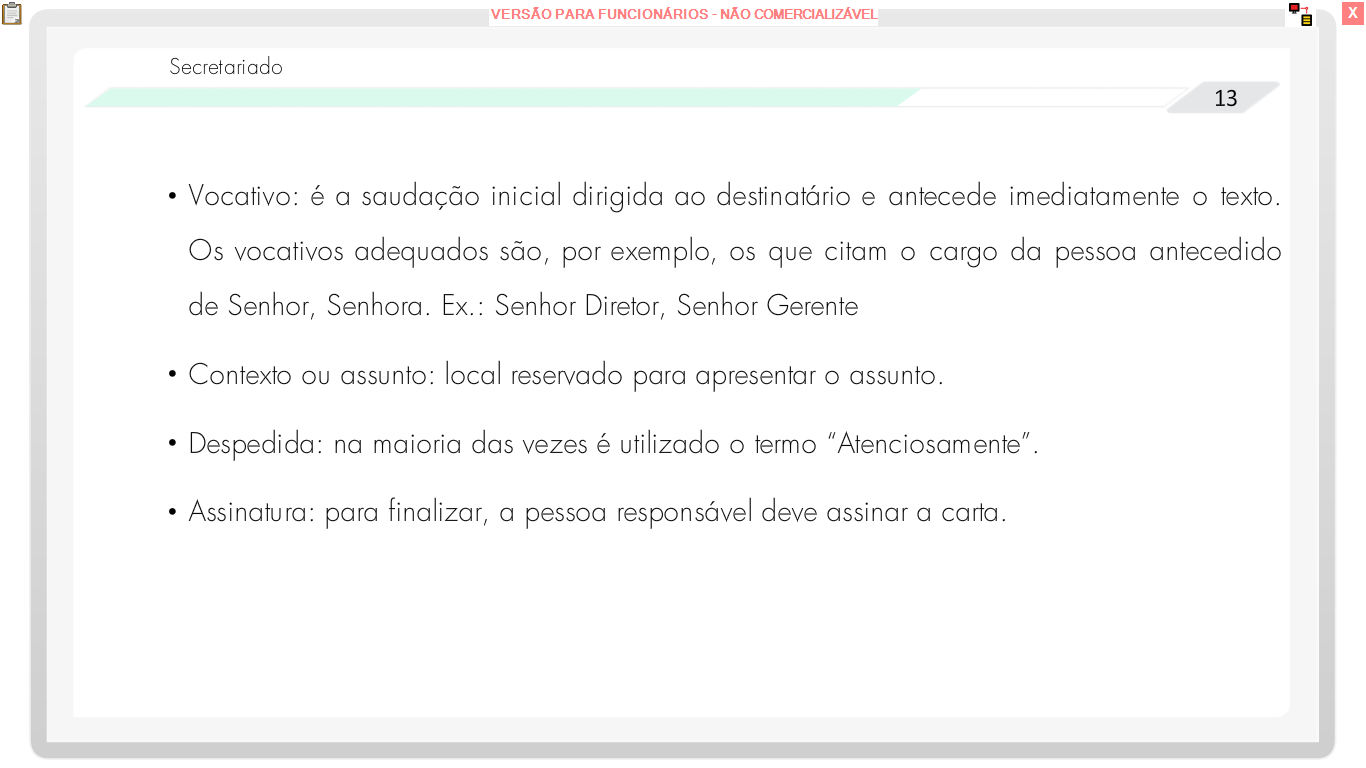 VERSÃO PARA FUNCIONÁRIOS - NÃO COMERCIALIZÁVEL
X
Secretariado
13
• Vocativo: é a saudação inicial dirigida ao destinatário e antecede imediatamente o texto.
Os vocativos adequados são, por exemplo, os que citam o cargo da pessoa antecedido
de Senhor, Senhora. Ex.: Senhor Diretor, Senhor Gerente
• Contexto ou assunto: local reservado para apresentar o assunto.
• Despedida: na maioria das vezes é utilizado o termo “Atenciosamente”.
• Assinatura: para finalizar, a pessoa responsável deve assinar a carta.